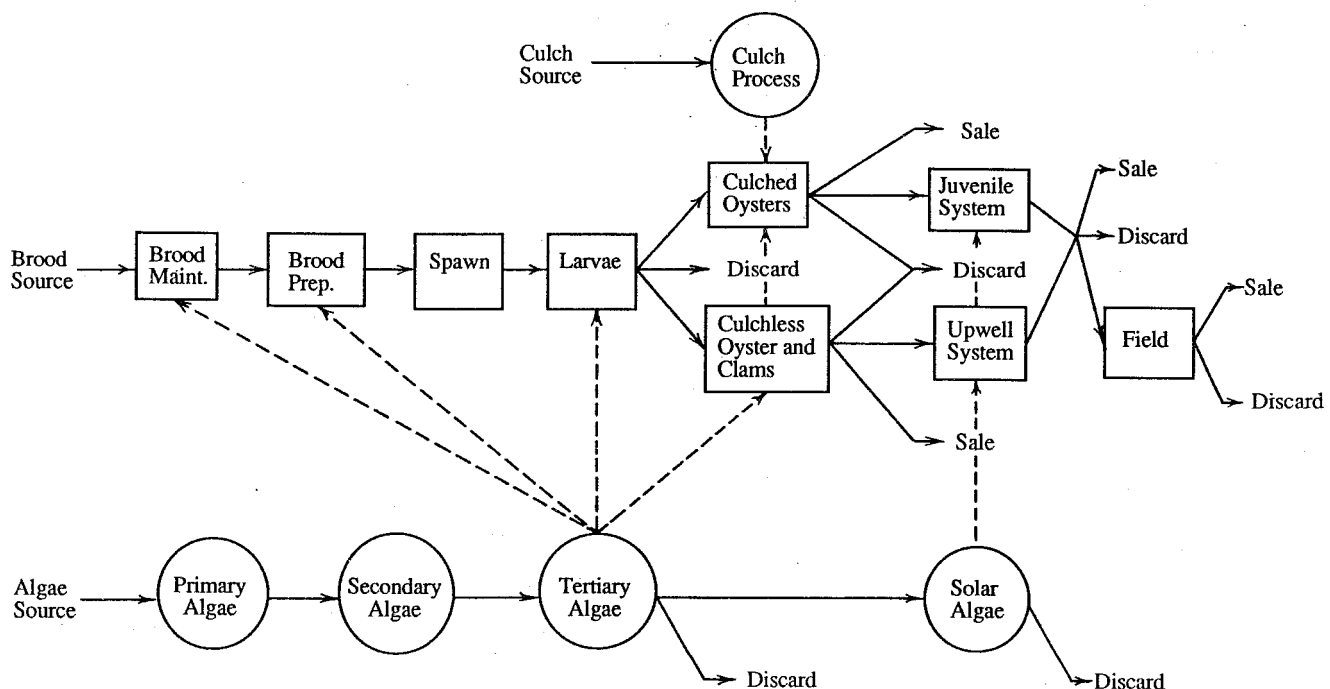 Culch
Source
Culch
Process
Sale
Culched
Oysters
Juvenile
System
Sale
Discard
Brood
Source
Brood
Maint.
Brood
Prep.
Spawn
Larvae
Discard
Discard
Sale
Culchless
Oyster and
Clams
Upwell
System
Field
Discard
Sale
Algae
Source
Primary
Algae
Secondary
Algae
Tertiary
Algae
Solar
Algae
Discard
Discard